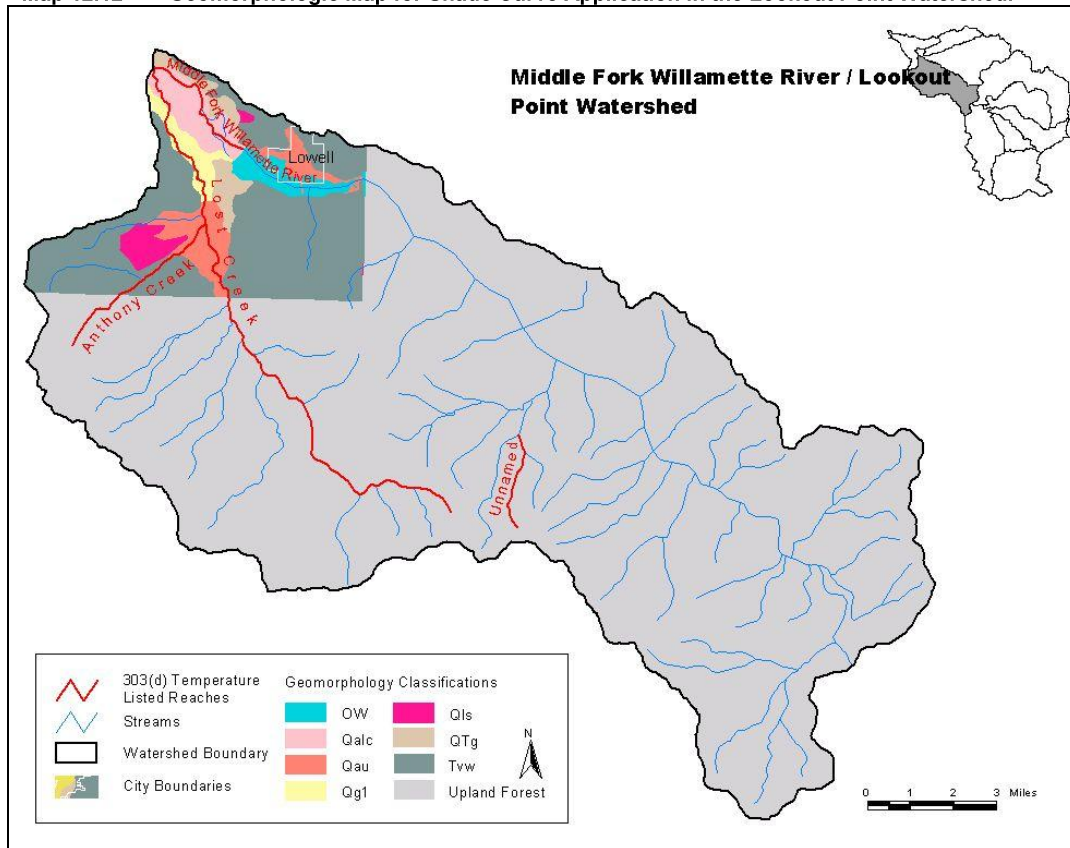 Middle Fork Willamette River / Lookout
Point Watershed
Middle Fork Willamette River
Lowell
Lost Creek
Anthony Creek
Unnamed
303(d) Temperature
Listed Reaches
Streams
Watershed Boundary
City Boundaries
Geomorphology Classifications
OW
Qalc
Qau
Qg1
Qls
QTg
Tvw
Upland Forest
N
0 1 2 3 Miles